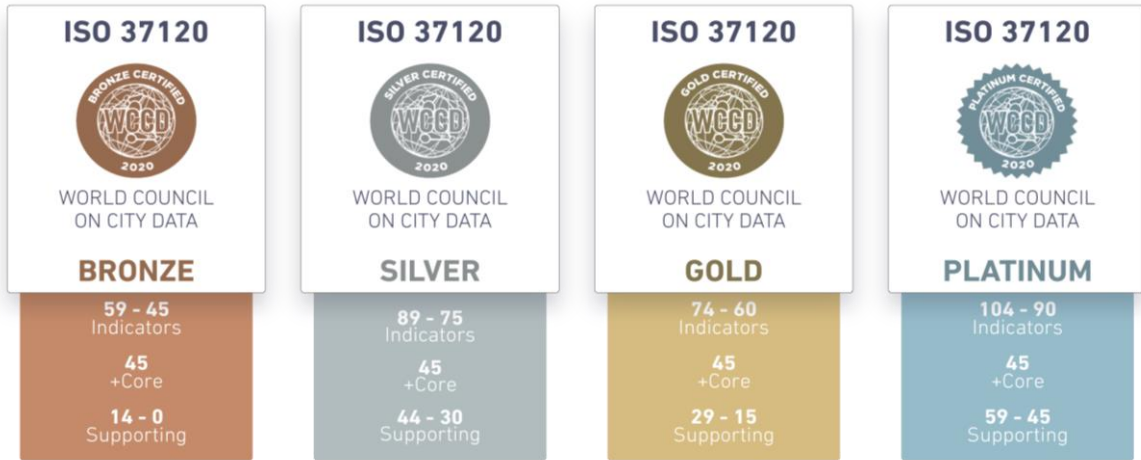 ISO 37120
BRONZE CERTIFIED
WCCD
2020
WORLD COUNCIL
ON CITY DATA
BRONZE
59 - 45
Indicators
45
+Core
14 - 0
Supporting
ISO 37120
SILVER CERTIFIED
WCCD
2020
WORLD COUNCIL
ON CITY DATA
SILVER
89 - 75
Indicators
45
+Core
44 - 30
Supporting
ISO 37120
GOLD CERTIFIED
WCCD
2020
WORLD COUNCIL
ON CITY DATA
GOLD
74 - 60
Indicators
45
+Core
29 - 15
Supporting
ISO 37120
PLATINUM CERTIFIED
WCCD
2020
WORLD COUNCIL
ON CITY DATA
PLATINUM
104 - 90
Indicators
45
+Core
59 - 45
Supporting